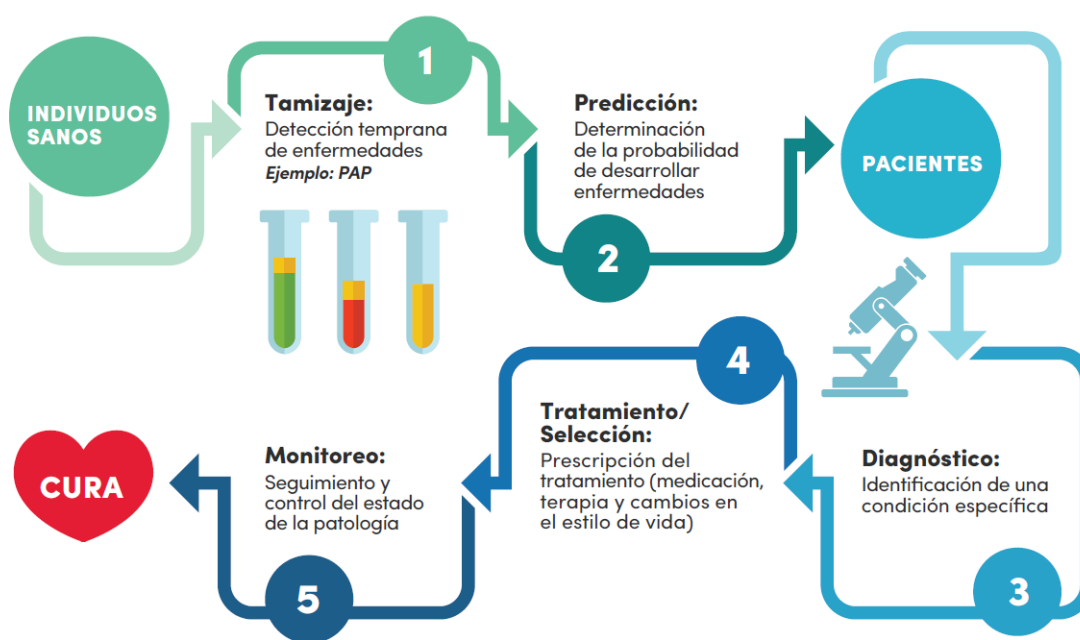 INDIVIDUOS
SANOS
1
Tamizaje:
Detección temprana
de enfermedades
Ejemplo: PAP
2
Predicción:
Determinación
de la probabilidad
de desarrollar
enfermedades
PACIENTES
3
Diagnóstico:
Identificación de una
condición específica
4
Tratamiento/
Selección:
Prescripción del
tratamiento (medicación,
terapia y cambios en
el estilo de vida)
5
Monitoreo:
Seguimiento y
control del estado
de la patología
CURA